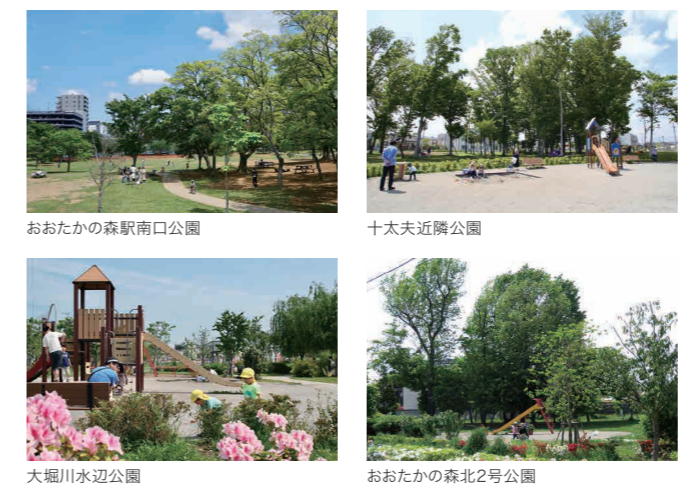 おおたかの森駅南口公園
十太夫近隣公園
大堀川水辺公園
おおたかの森北2号公園